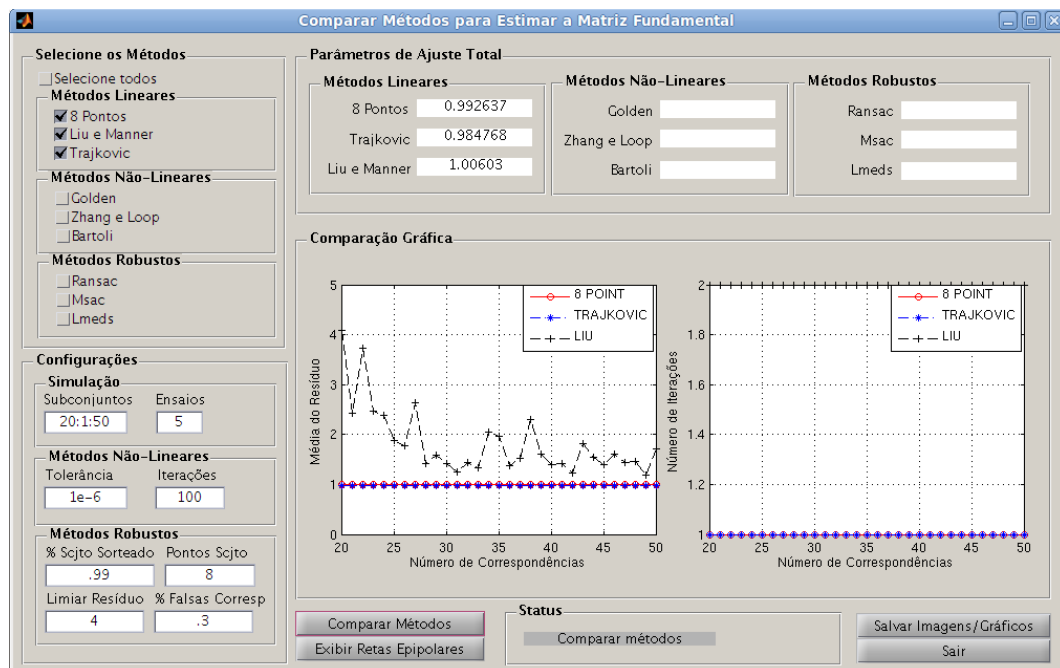 Comparar Métodos para Estimar a Matriz Fundamental
Selecione os Métodos
Selecione todos
Métodos Lineares
8 Pontos
Liu e Manner
Trajkovic
Métodos Não-Lineares
Golden
Zhang e Loop
Bartoli
Métodos Robustos
Ransac
Msac
Lmeds
Configurações
Simulação
Subconjuntos Ensaios
20:1:50 5
Métodos Não-Lineares
Tolerância Iterações
1e-6 100
Métodos Robustos
% Scjto Sorteado Pontos Scjto
.99 8
Limiar Resíduo % Falsas Corresp
4 .3
Parâmetros de Ajuste Total
Métodos Lineares
8 Pontos 0.992637
Trajkovic 0.984768
Liu e Manner 1.00603
Métodos Não-Lineares
Golden
Zhang e Loop
Bartoli
Métodos Robustos
Ransac
Msac
Lmeds
Comparação Gráfica
5
4
3
2
1
0
Média do Resíduo
8 POINT
TRAJKOVIC
LIU
20 25 30 35 40 45 50
Número de Correspondências
2
1.8
1.6
1.4
1.2
1
Número de Iterações
8 POINT
TRAJKOVIC
LIU
20 25 30 35 40 45 50
Número de Correspondências
Comparar Métodos
Exibir Retas Epipolares
Status
Comparar métodos
Salvar Imagens/Gráficos
Sair